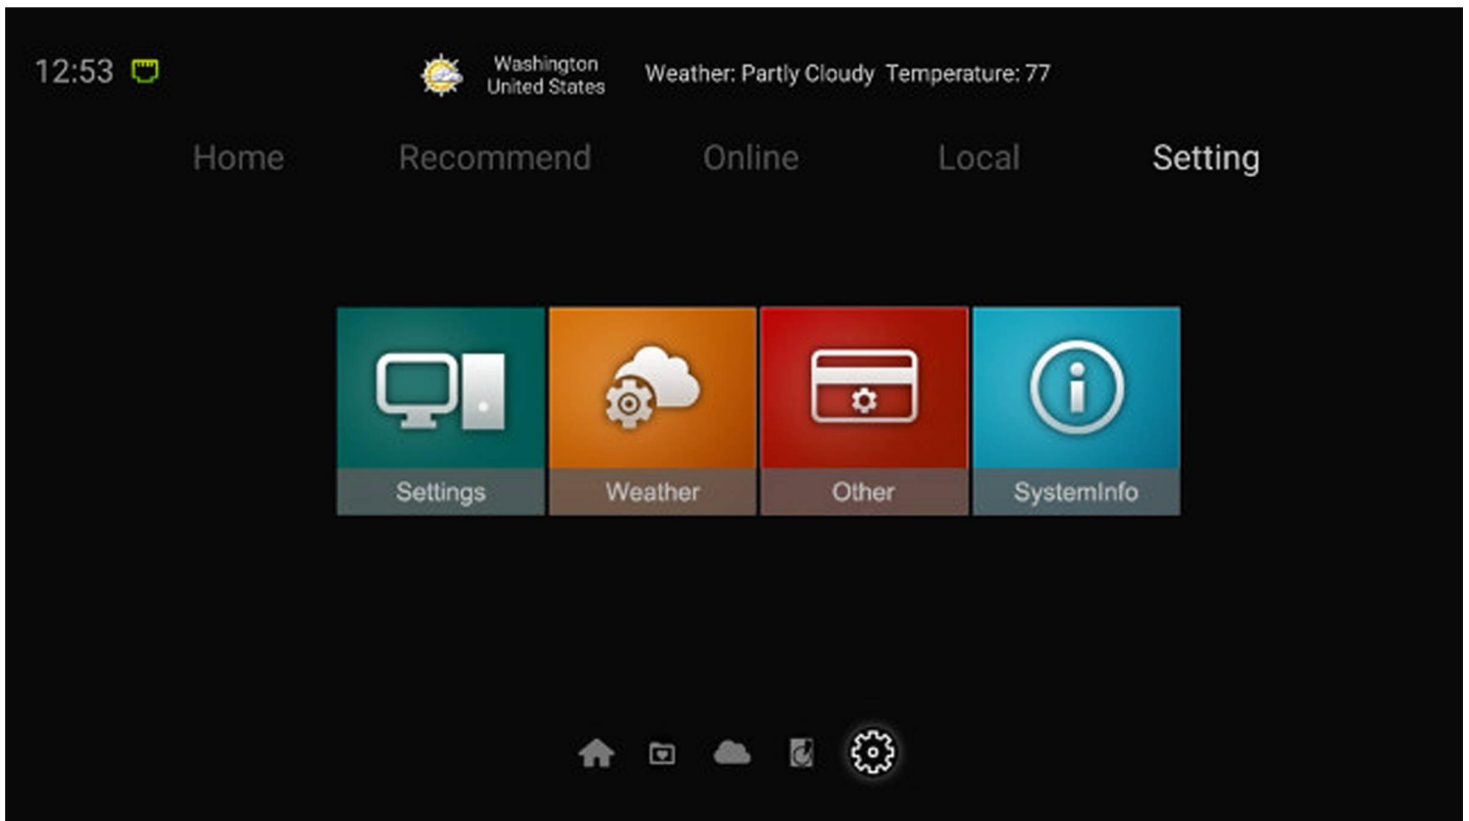 12:53
Washington
United States
Weather: Partly Cloudy Temperature: 77
Home Recommend Online Local Setting
Settings Weather Other SystemInfo